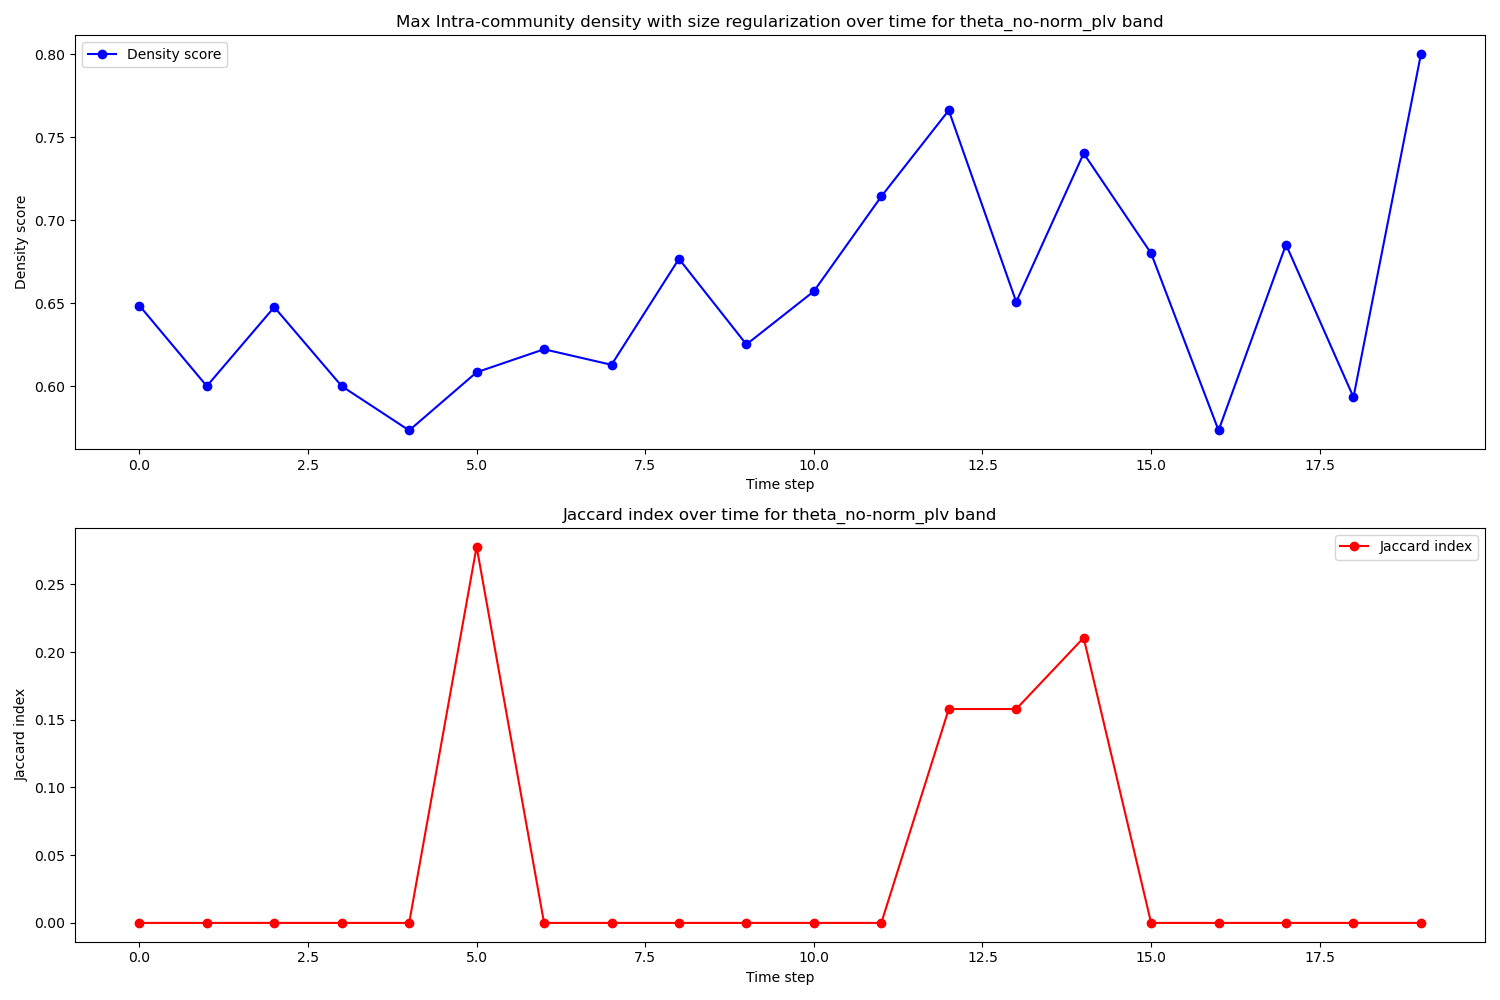 Max Intra-community density with size regularization over time for theta_no-norm_plv band
Density score
Density score
0.80
0.75
0.70
0.65
0.60
0.0 2.5 5.0 7.5 10.0 12.5 15.0 17.5
Time step
Jaccard index over time for theta_no-norm_plv band
Jaccard index
Jaccard index
0.25
0.20
0.15
0.10
0.05
0.00
0.0 2.5 5.0 7.5 10.0 12.5 15.0 17.5
Time step